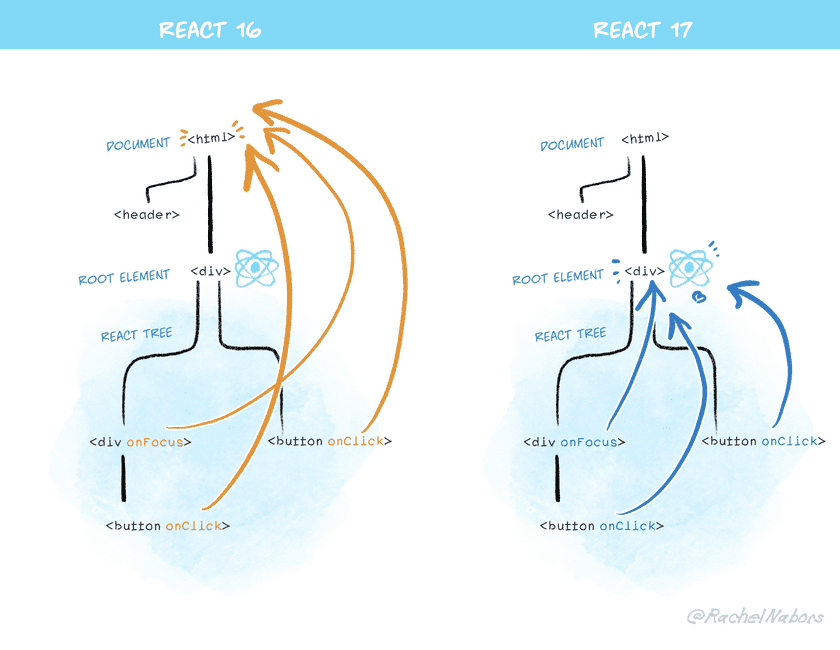 REACT 16
DOCUMENT <html>
<header>
ROOT ELEMENT <div>
REACT TREE
<div onFocus>
<button onClick>
<button onClick>
REACT 17
DOCUMENT <html>
<header>
ROOT ELEMENT <div>
REACT TREE
<div onFocus>
<button onClick>
<button onClick>
@RachelNabors